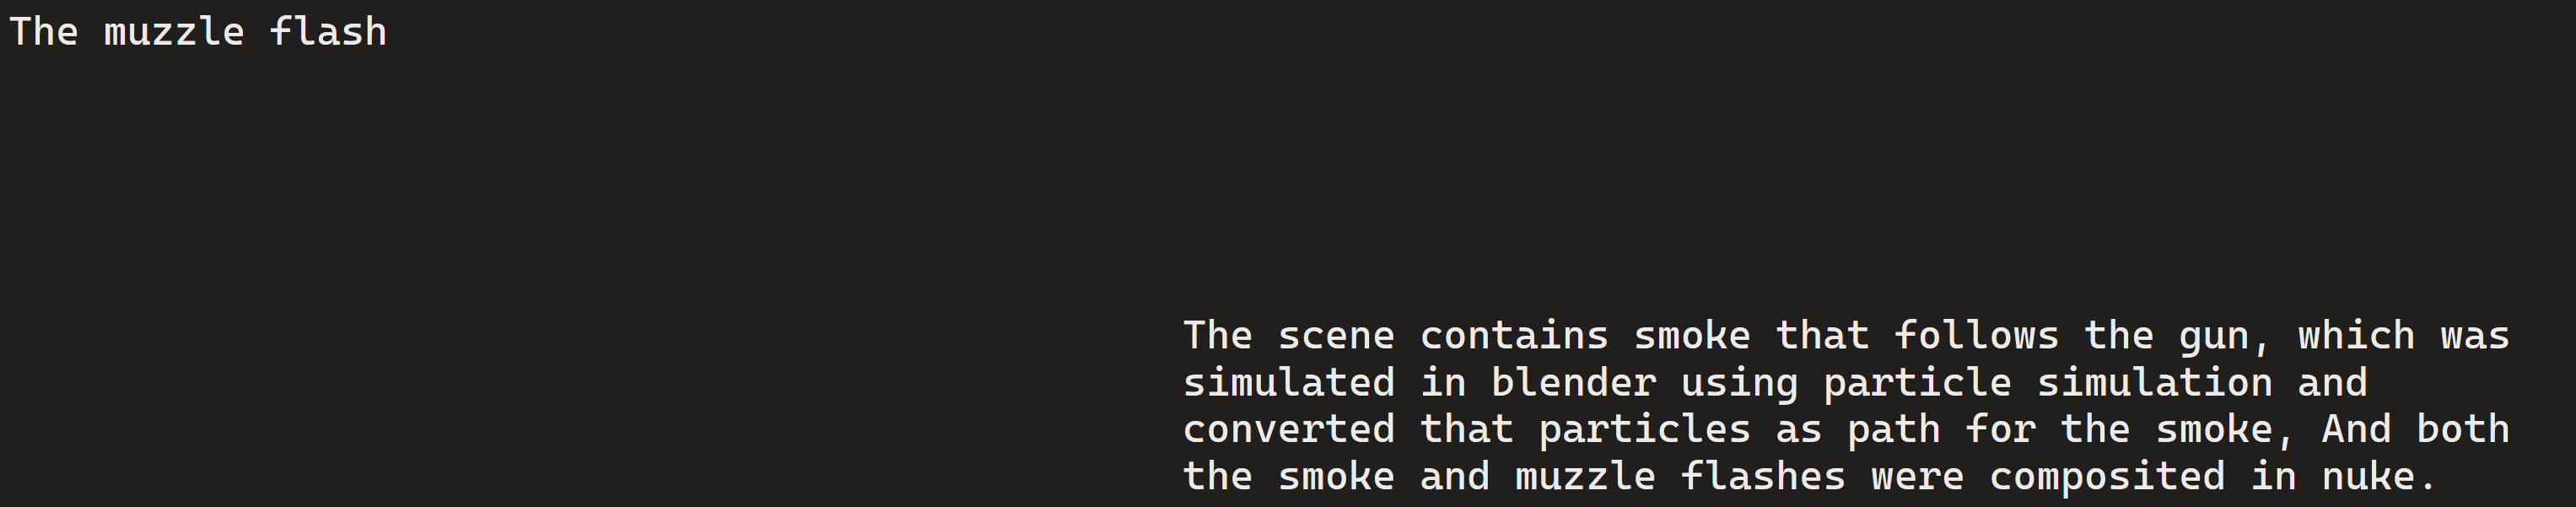 The muzzle flash
The scene contains smoke that follows the gun, which was
simulated in blender using particle simulation and
converted that particles as path for the smoke, And both
the smoke and muzzle flashes were composited in nuke.